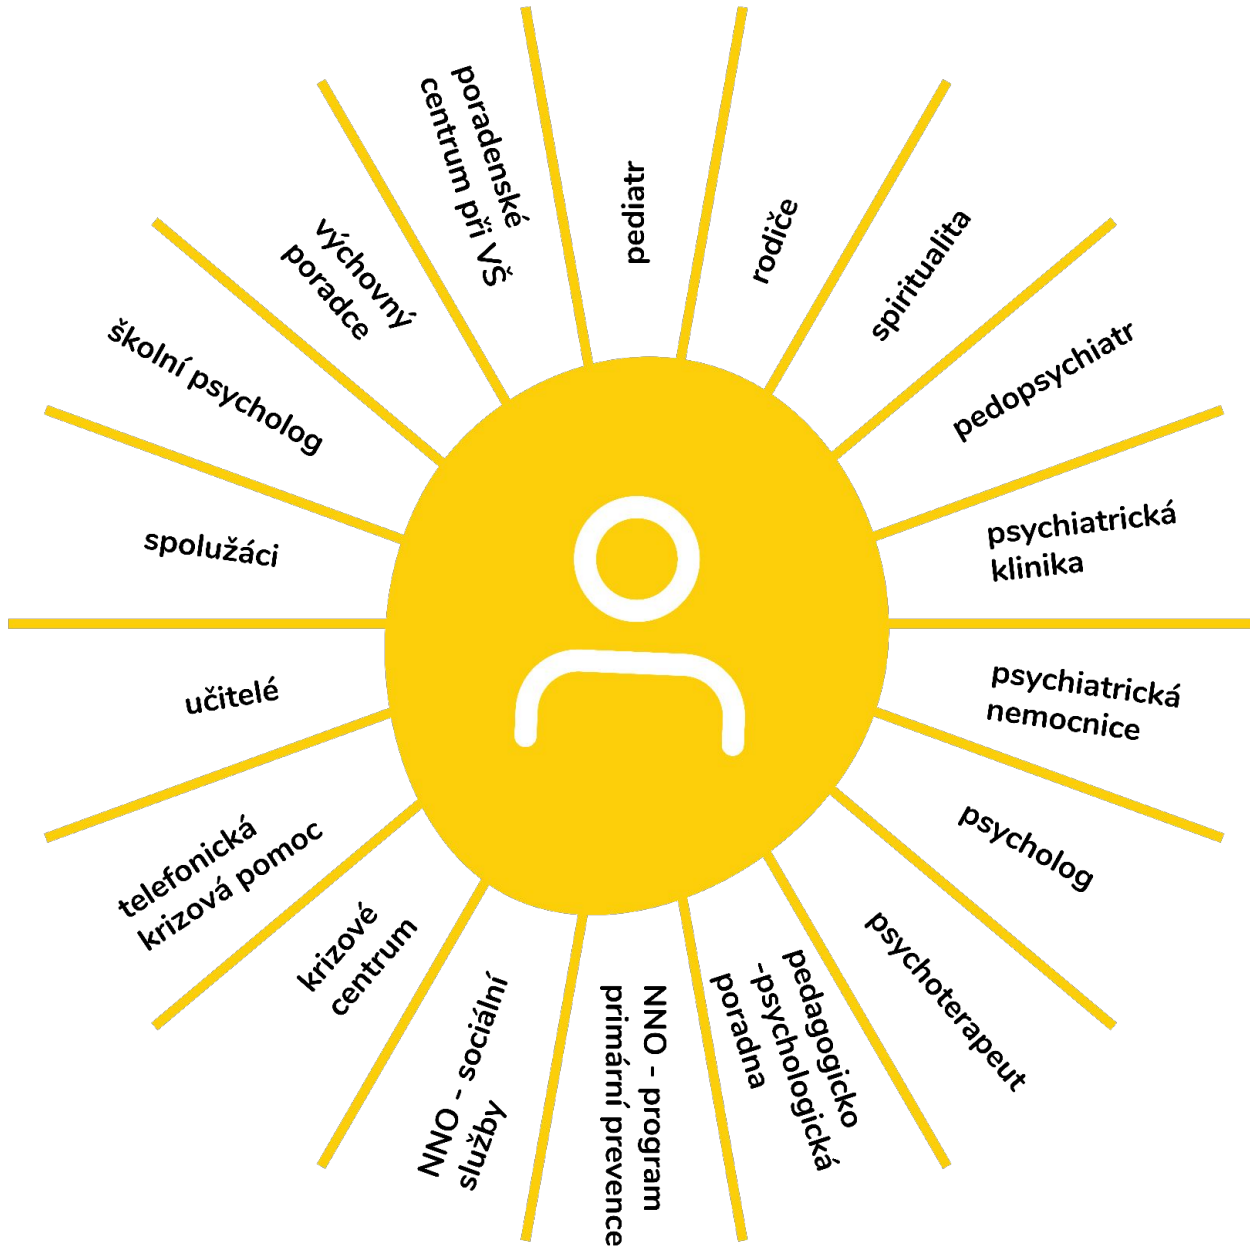 pediatr
rodiče
spiritualita
pedopsychiatr
psychiatrická
klinika
psychiatrická
nemocnice
psycholog
psychoterapeut
pedagogicko
-psychologická
poradna
NNO - program
primární prevence
NNO - sociální
služby
krizové
centrum
telefonická
krizová pomoc
učitelé
spolužáci
školní psycholog
výchovný
poradce
poradenské
centrum při VŠ